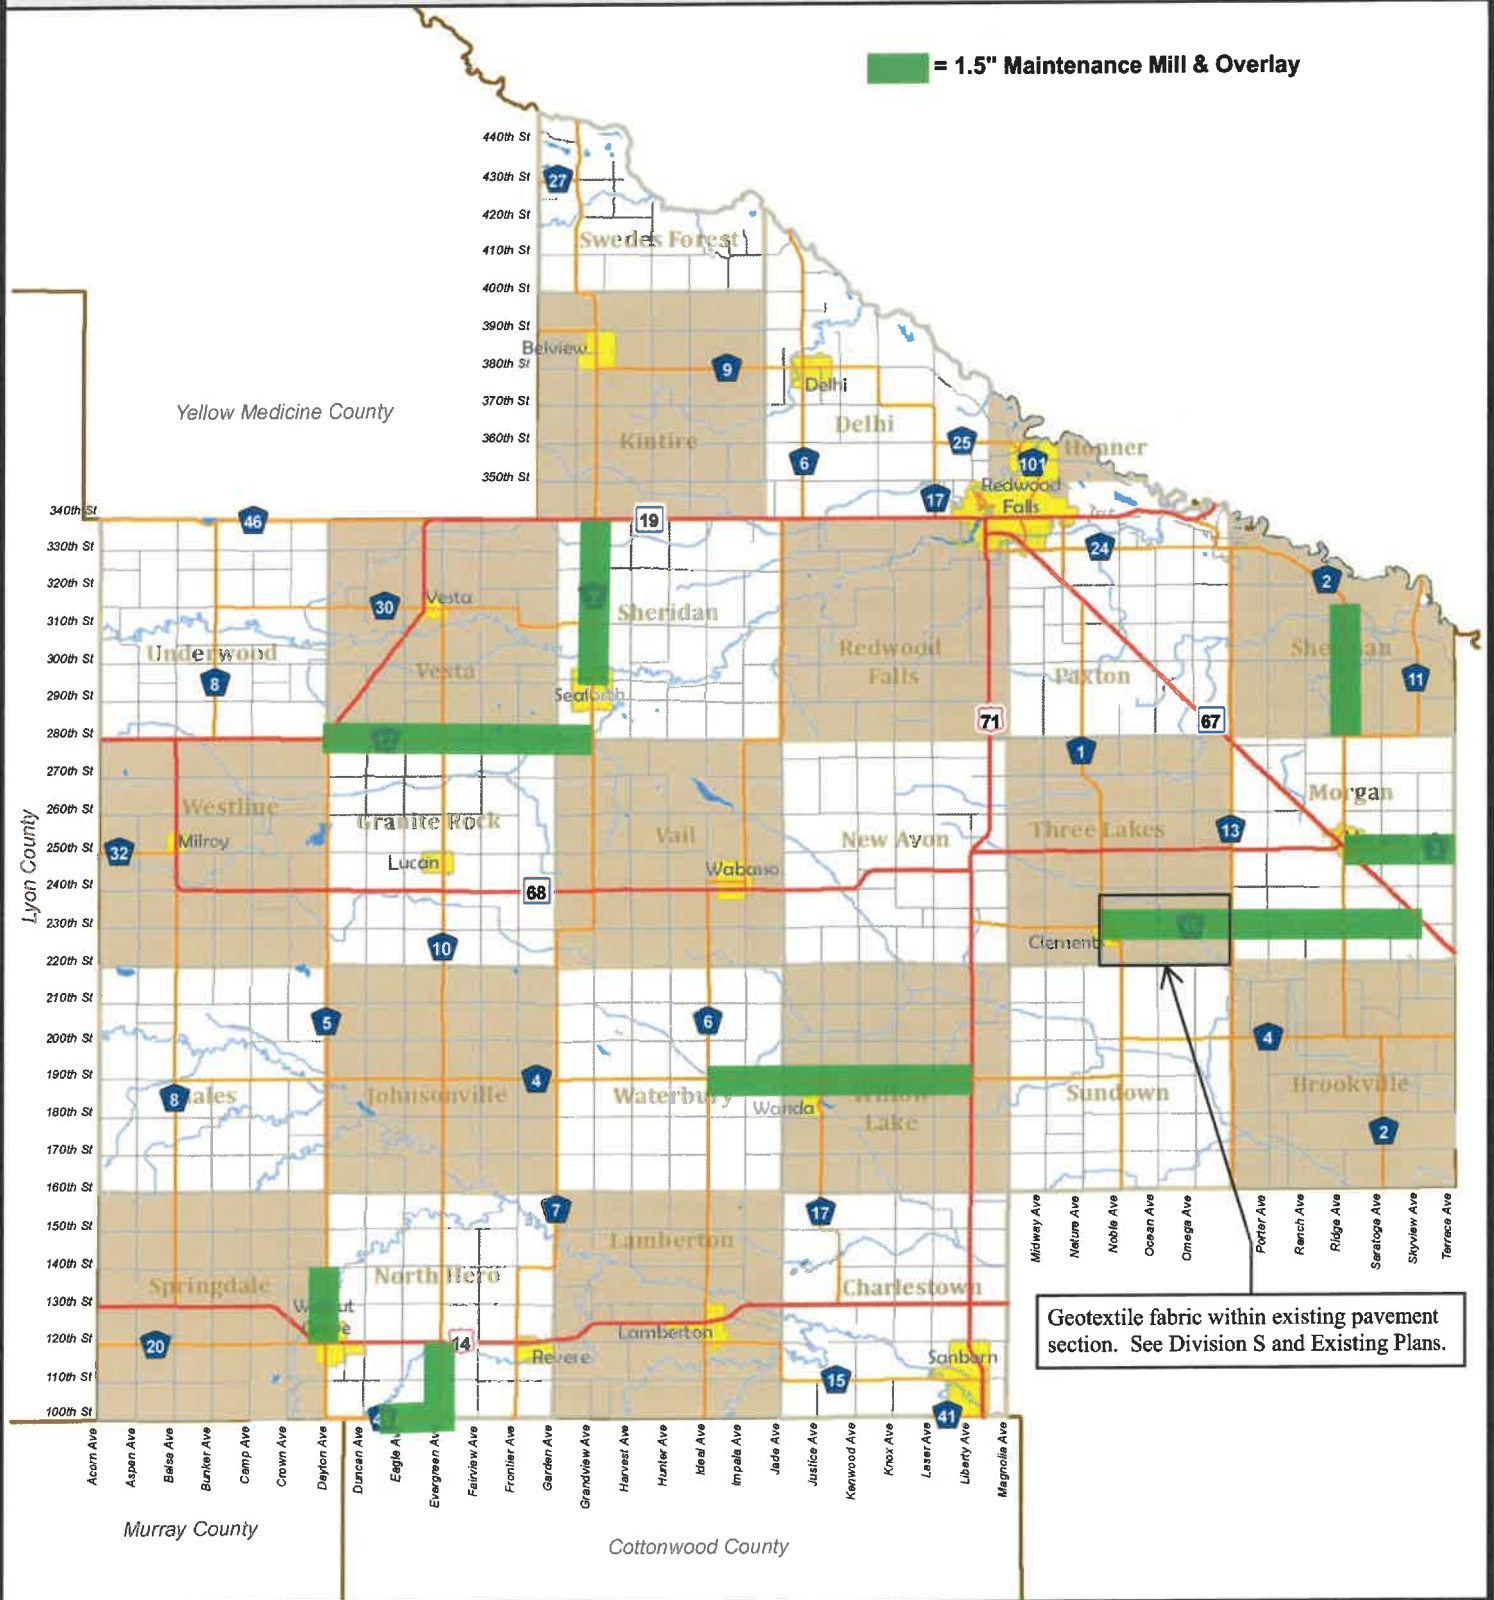 = 1.5" Maintenance Mill & Overlay
440th St
430th St
27
420th St
Swedes Forest
410th St
400th St
390th St
Belview
380th St
9
Delhi
370th St
Yellow Medicine County
Delhi
360th St
Kintire
25
Honner
6
101
350th St
Redwood
17
Falls
340th St
46
19
330th St
24
320th St
2
30
Vesta
310th St
Sheridan
Underwood
Redwood
Falls
300th St
Vesta
Paxton
8
11
290th St
Seaforth
71
67
280th St
1
270th St
Morgan
260th St
Westline
Granite Rock
Vail
New Avon
Three Lakes
13
32
250th St
Milroy
Lucan
Wabasso
240th St
68
Lyon County
230th St
10
Clements
220th St
210th St
5
6
200th St
4
190th St
4
8
Johnsonville
Waterbury
Sundown
Brookville
180th St
Wanda
Lake
2
170th St
160th St
7
17
150th St
Lamberton
140th St
Springdale
North Hero
Charlestown
130th St
Lamberton
120th St
20
14
Revere
Sanborn
110th St
15
100th St
41
Midway Ave
Nature Ave
Noble Ave
Ocean Ave
Omega Ave
Porter Ave
Ranch Ave
Ridge Ave
Saratoga Ave
Skyview Ave
Terrace Ave
Geotextile fabric within existing pavement
section. See Division S and Existing Plans.
Acorn Ave
Aspen Ave
Balsa Ave
Bunker Ave
Camp Ave
Crown Ave
Dayton Ave
Duncan Ave
Eagle Av
Evergreen Ave
Fairview Ave
Frontier Ave
Garden Ave
Grandview Ave
Harvest Ave
Hunter Ave
Ideal Ave
Impala Ave
Jade Ave
Justice Ave
Kenwood Ave
Knox Ave
Laser Ave
Liberty Ave
Magnolia Ave
Murray County
Cottonwood County